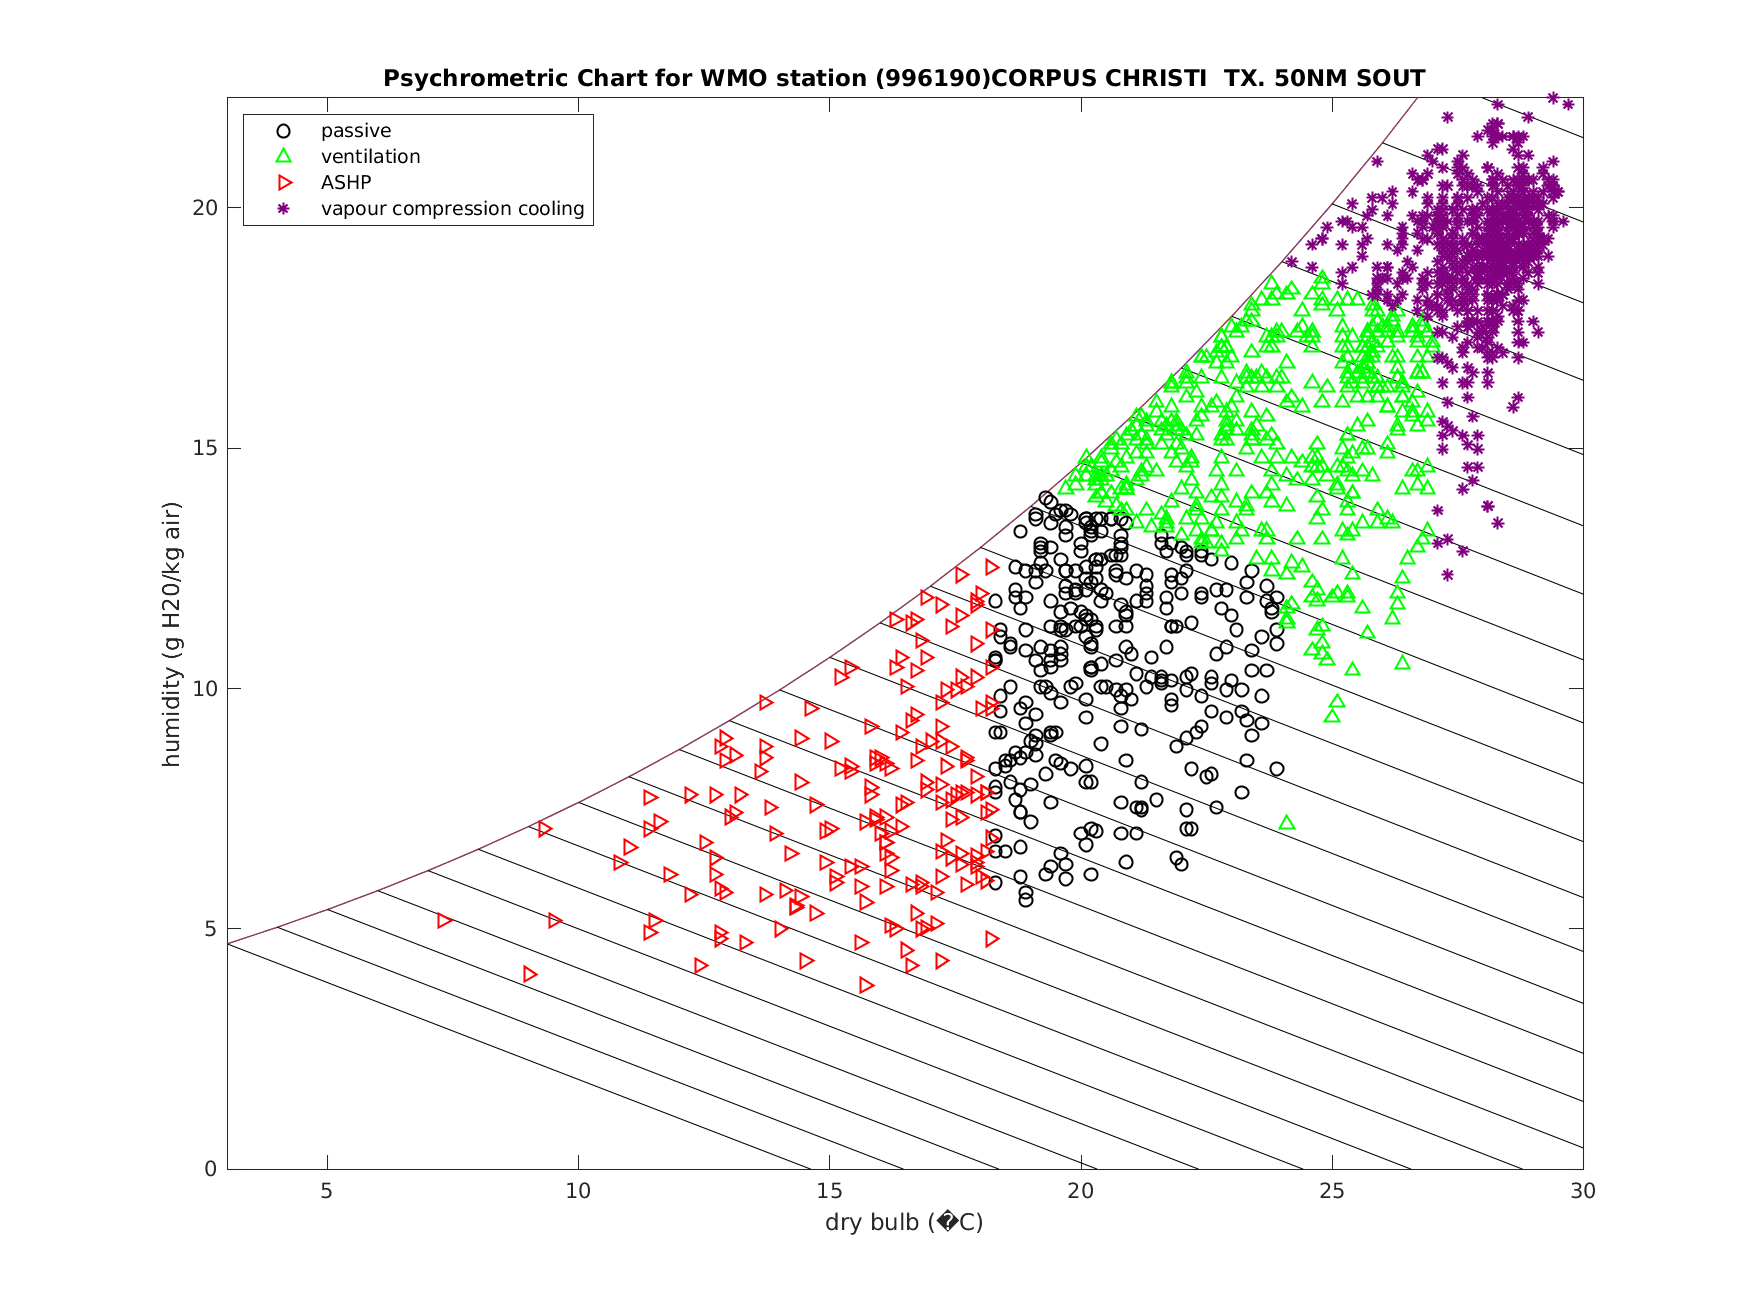 Psychrometric Chart for WMO station (996190)CORPUS CHRISTI  TX. 50NM SOUT
passive
ventilation
ASHP
vapour compression cooling
20
15
10
5
0
humidity (g H20/kg air)
5 10 15 20 25 30
dry bulb (�C)